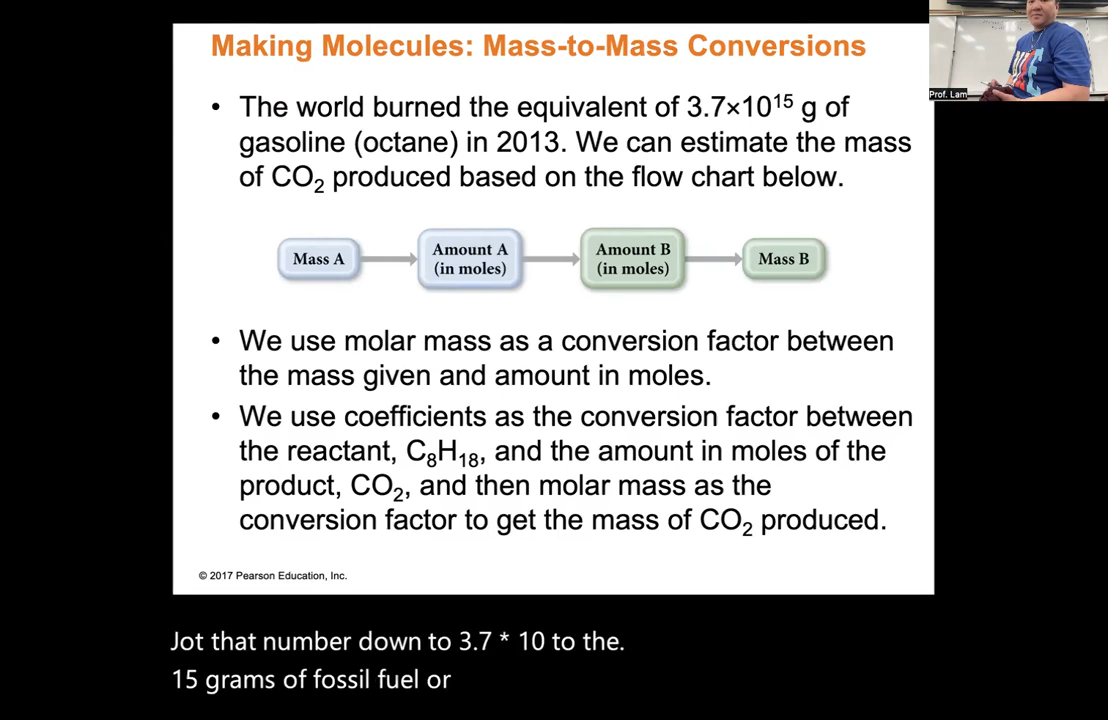 Making Molecules: Mass-to-Mass Conversions
• The world burned the equivalent of 3.7×10¹⁵ g of
gasoline (octane) in 2013. We can estimate the mass
of CO₂ produced based on the flow chart below.
Mass A
Amount A
(in moles)
Amount B
(in moles)
Mass B
• We use molar mass as a conversion factor between
the mass given and amount in moles.
• We use coefficients as the conversion factor between
the reactant, C₈H₁₈, and the amount in moles of the
product, CO₂, and then molar mass as the
conversion factor to get the mass of CO₂ produced.
© 2017 Pearson Education, Inc.
Prof. Lam
Jot that number down to 3.7 * 10 to the.
15 grams of fossil fuel or